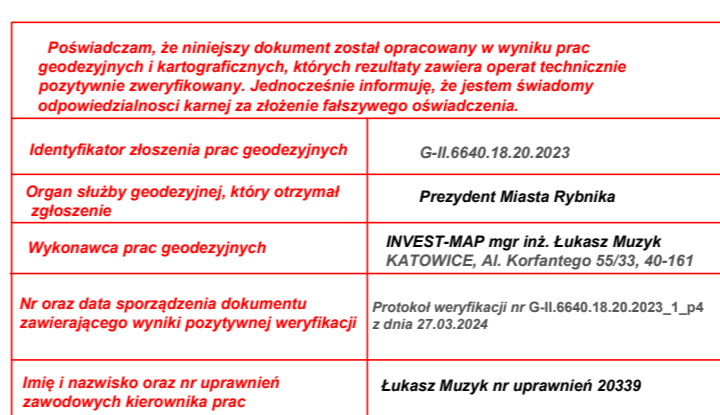 Poświadczam, że niniejszy dokument został opracowany w wyniku prac
geodezyjnych i kartograficznych, których rezultaty zawiera operat technicznie
pozytywnie zweryfikowany. Jednocześnie informuję, że jestem świadomy
odpowiedzialnosci karnej za złożenie fałszywego oświadczenia.
Identyfikator złoszenia prac geodezyjnych
G-II.6640.18.20.2023
Organ służby geodezyjnej, który otrzymał
zgłoszenie
Prezydent Miasta Rybnika
Wykonawca prac geodezyjnych
INVEST-MAP mgr inż. Łukasz Muzyk
KATOWICE, Al. Korfantego 55/33, 40-161
Nr oraz data sporządzenia dokumentu
zawierającego wyniki pozytywnej weryfikacji
Protokoł weryfikacji nr G-II.6640.18.20.2023_1_p4
z dnia 27.03.2024
Imię i nazwisko oraz nr uprawnień
zawodowych kierownika prac
Łukasz Muzyk nr uprawnień 20339